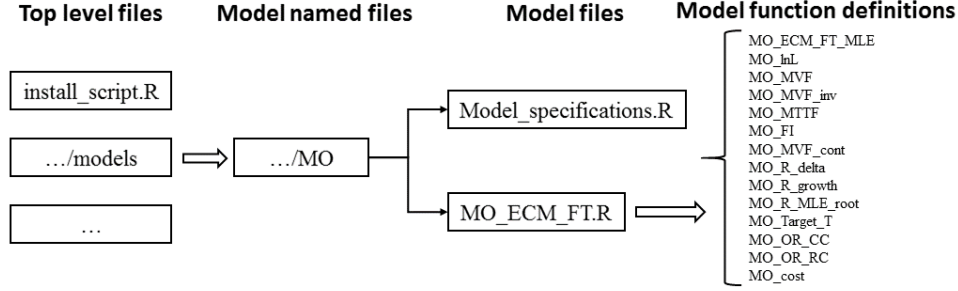 Top level files
Model named files
Model files
Model function definitions
install_script.R
…/models
…
…/MO
Model_specifications.R
MO_ECM_FT.R
MO_ECM_FT_MLE
MO_lnL
MO_MVF
MO_MVF_inv
MO_MTTF
MO_FI
MO_MVF_cont
MO_R_delta
MO_R_growth
MO_R_MLE_root
MO_Target_T
MO_OR_CC
MO_OR_RC
MO_cost